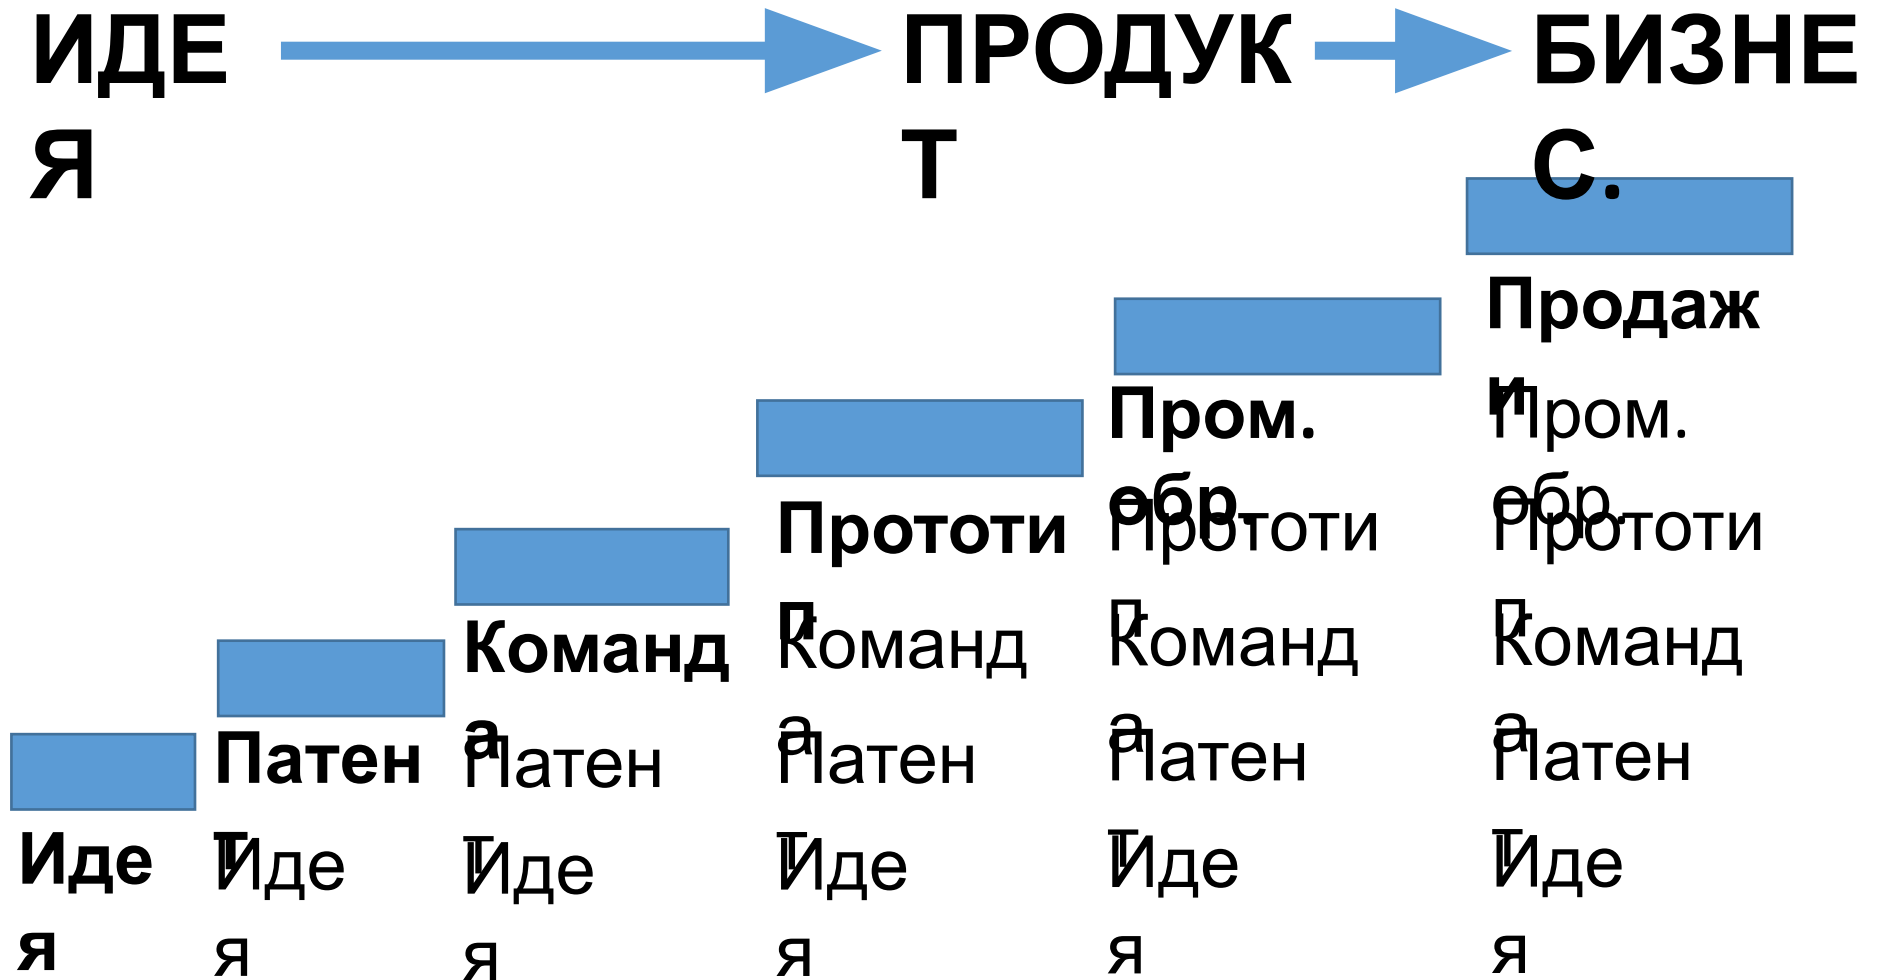 ИДЕ
Я
ПРОДУК
Т
БИЗНЕ
С.
Иде
я
Патен
т
Иде
я
Команд
а
Патен
т
Иде
я
Прототи
п
Команд
а
Патен
т
Иде
я
Пром.
обр.
Прототи
п
Команд
а
Патен
т
Иде
я
Продаж
и
Пром.
обр.
Прототи
п
Команд
а
Патен
т
Иде
я